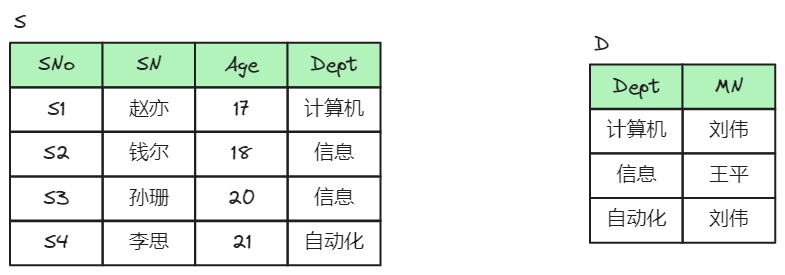 S
SNo SN Age Dept
S1 赵亦 17 计算机
S2 钱尔 18 信息
S3 孙珊 20 信息
S4 李思 21 自动化
D
Dept MN
计算机 刘伟
信息 王平
自动化 刘伟